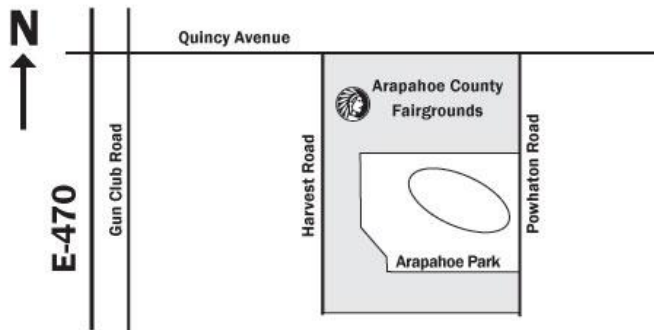 N
Quincy Avenue
Arapahoe County
Fairgrounds
E-470
Gun Club Road
Harvest Road
Powhaton Road
Arapahoe Park